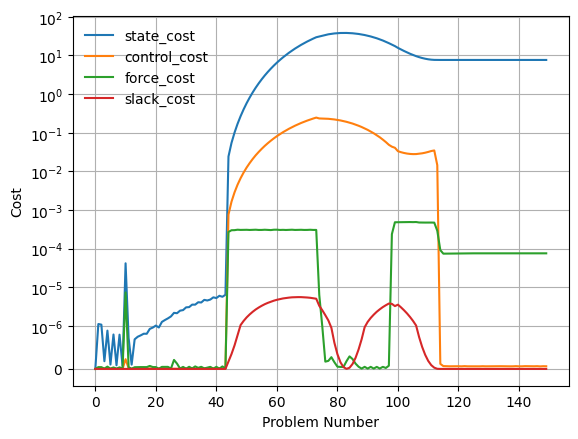 10²
10¹
10⁰
10⁻¹
10⁻²
10⁻³
10⁻⁴
10⁻⁵
10⁻⁶
0
Cost
state_cost
control_cost
force_cost
slack_cost
0 20 40 60 80 100 120 140
Problem Number